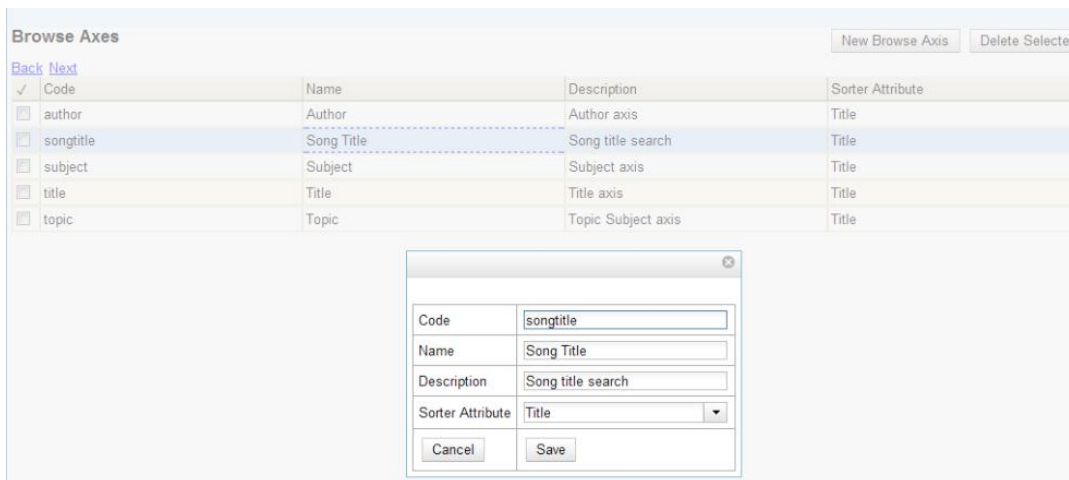 Browse Axes
New Browse Axis Delete Selecte
Back Next
✓ Code Name Description Sorter Attribute
author Author Author axis Title
songtitle Song Title Song title search Title
subject Subject Subject axis Title
title Title Title axis Title
topic Topic Topic Subject axis Title
Code songtitle
Name Song Title
Description Song title search
Sorter Attribute Title
Cancel Save